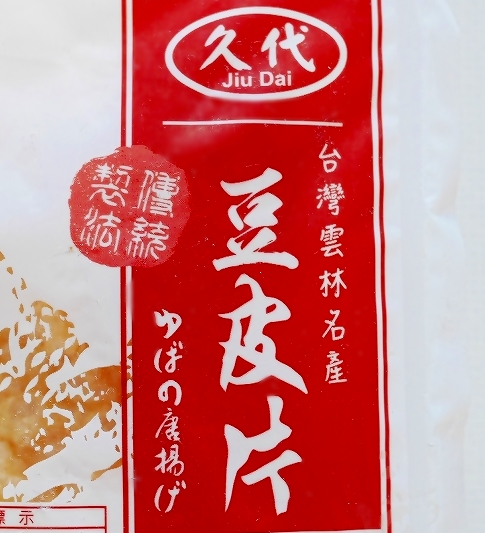 久代
Jiu Dai
台灣雲林名產
豆皮片
ゆばの唐揚げ
傳統
製法
標示